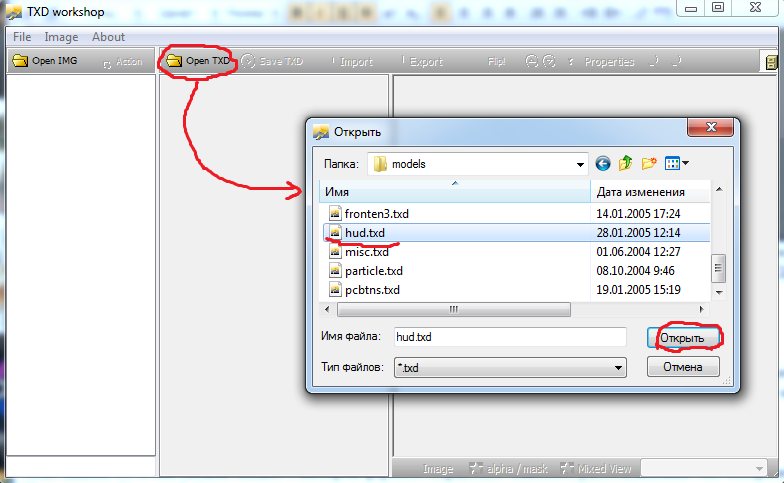 TXD workshop
File Image About
Open IMG Action Open TXD Save TXD Import Export Flip! Properties
Открыть
Папка: models
Имя Дата изменения
fronten3.txd 14.01.2005 17:24
hud.txd 28.01.2005 12:14
misc.txd 01.06.2004 12:27
particle.txd 08.10.2004 9:46
pcbtns.txd 19.01.2005 15:19
Имя файла: hud.txd Открыть
Тип файлов: *.txd Отмена
Image alpha / mask Mixed View